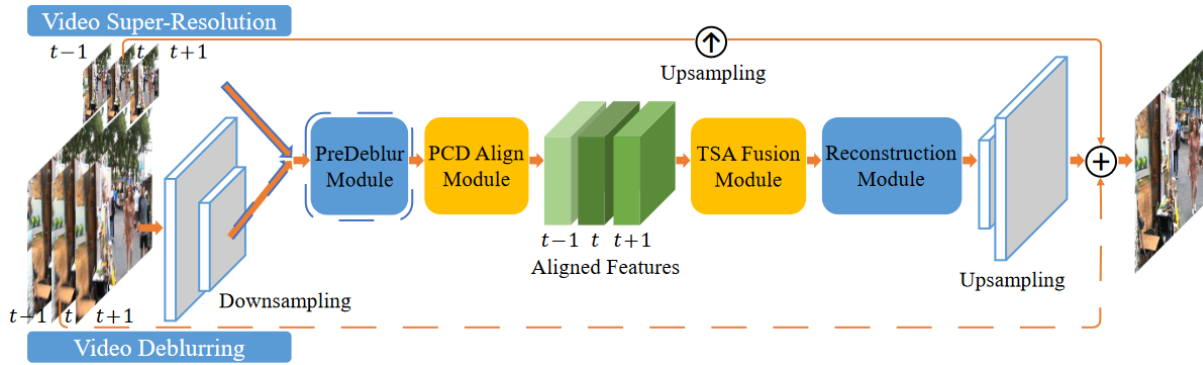 Video Super-Resolution
t−1 t t+1
Upsampling
PreDeblur
Module
PCD Align
Module
TSA Fusion
Module
Reconstruction
Module
t−1 t t+1
Aligned Features
Upsampling
Downsampling
t−1 t t+1
Video Deblurring